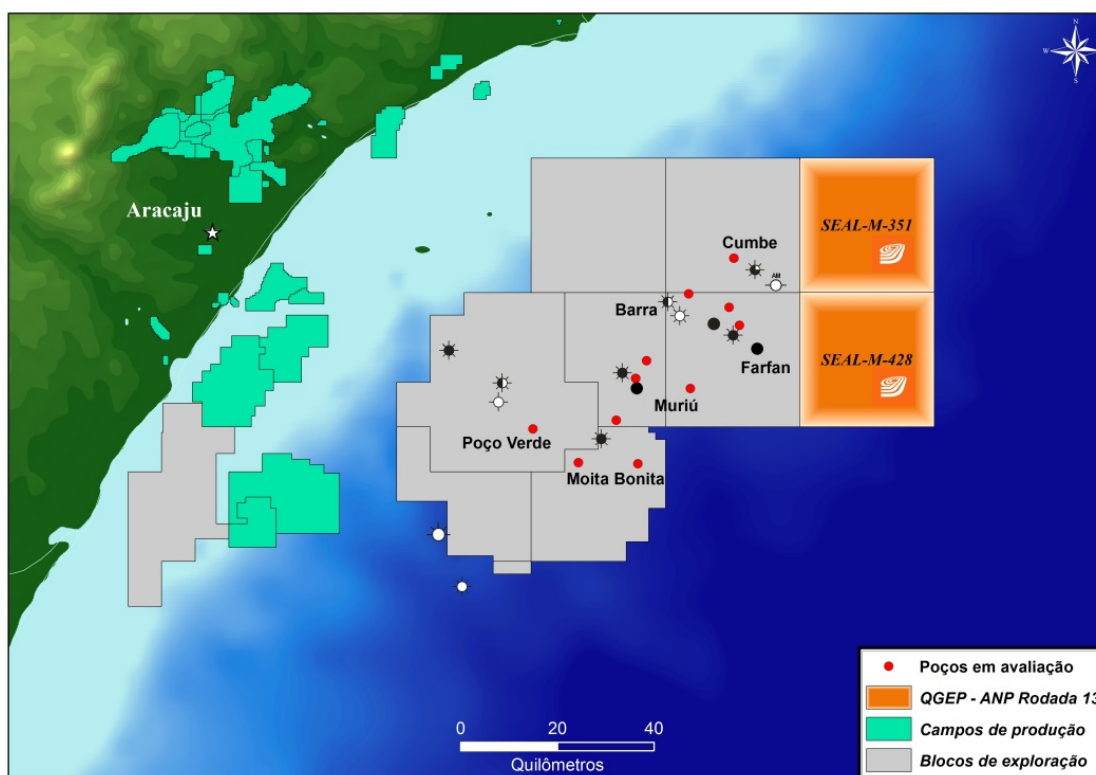 N
W
S
Aracaju
SEAL-M-351
Cumbe
AM
Barra
SEAL-M-428
Farfan
Muriú
Poço Verde
Moita Bonita
Poços em avaliação
QGEP - ANP Rodada 13
Campos de produção
Blocos de exploração
0 20 40
Quilômetros